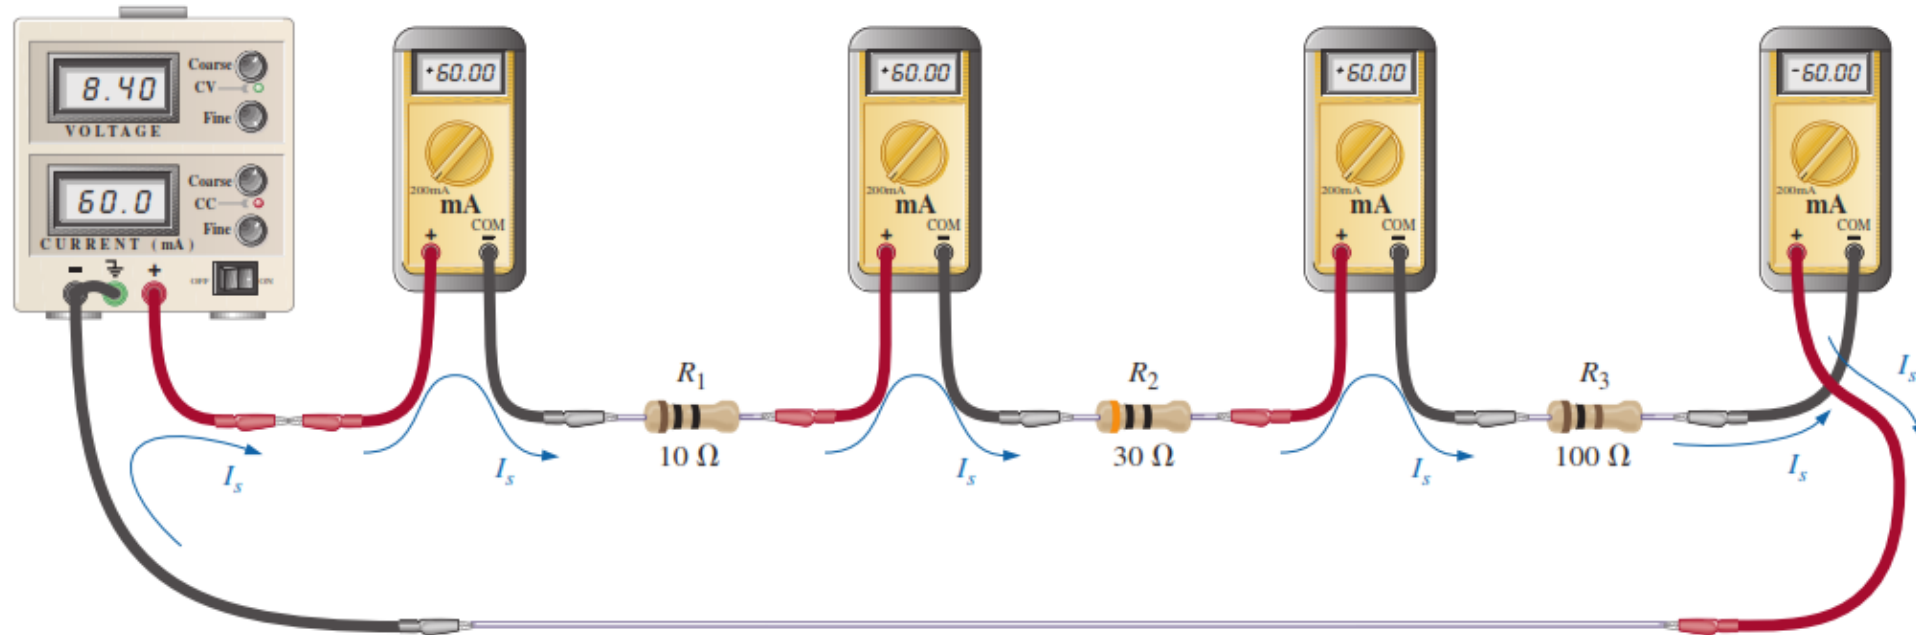 8.40
VOLTAGE
Coarse
CV
Fine
60.0
CURRENT (mA)
Coarse
CC
Fine
- +
OFF ON
+60.00
200mA
mA
COM
+ -
+60.00
200mA
mA
COM
+ -
+60.00
200mA
mA
COM
+ -
-60.00
200mA
mA
COM
+ -
R1
10 Ω
R2
30 Ω
R3
100 Ω
Is
Is
Is
Is
Is
Is